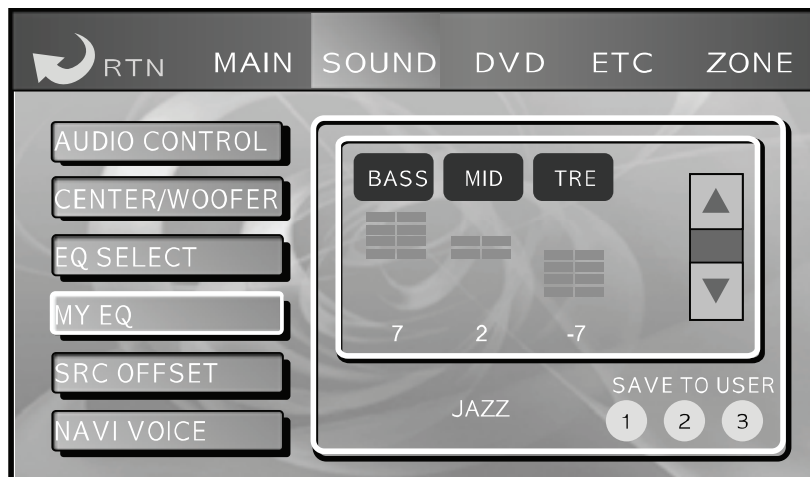 RTN MAIN SOUND DVD ETC ZONE
AUDIO CONTROL
CENTER/WOOFER
EQ SELECT
MY EQ
SRC OFFSET
NAVI VOICE
BASS MID TRE
7 2 -7
JAZZ
SAVE TO USER
1 2 3